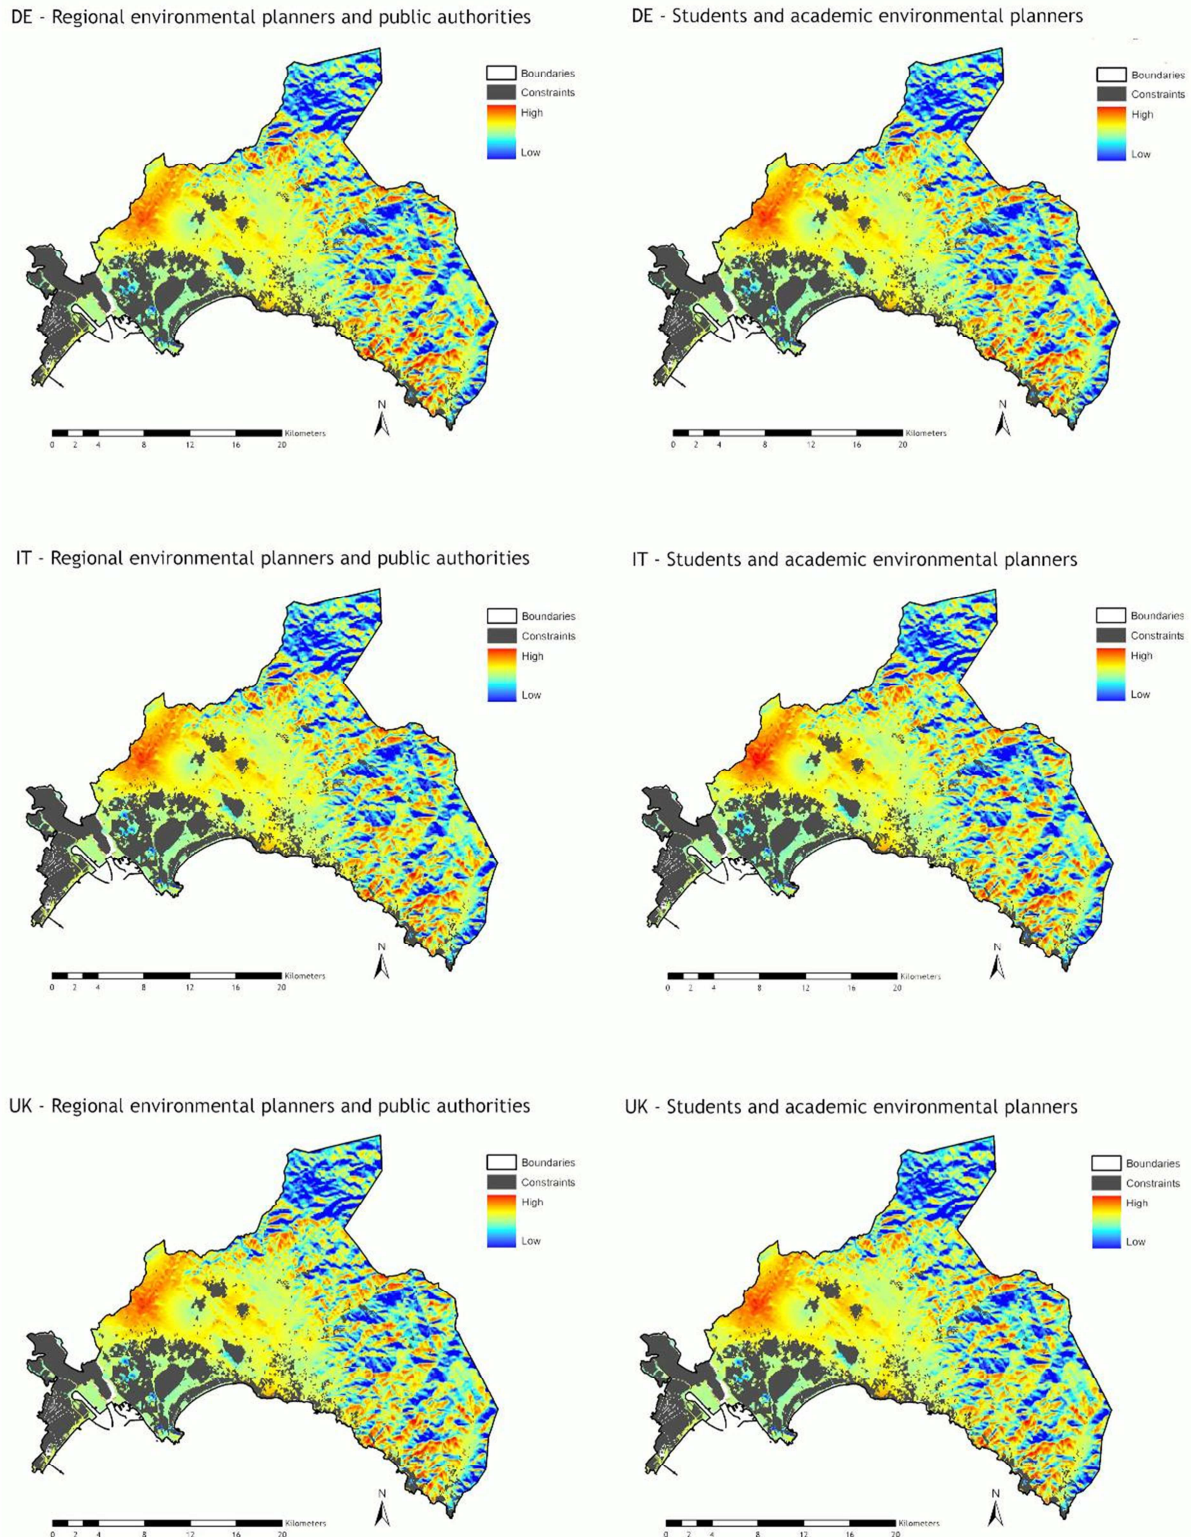 DE - Regional environmental planners and public authorities
Boundaries
Constraints
High
Low
N
Kilometers
0 2 4 8 12 16 20
DE - Students and academic environmental planners
Boundaries
Constraints
High
Low
N
Kilometers
0 2 4 8 12 16 20
IT - Regional environmental planners and public authorities
Boundaries
Constraints
High
Low
N
Kilometers
0 2 4 8 12 16 20
IT - Students and academic environmental planners
Boundaries
Constraints
High
Low
N
Kilometers
0 2 4 8 12 16 20
UK - Regional environmental planners and public authorities
Boundaries
Constraints
High
Low
N
Kilometers
0 2 4 8 12 16 20
UK - Students and academic environmental planners
Boundaries
Constraints
High
Low
N
Kilometers
0 2 4 8 12 16 20